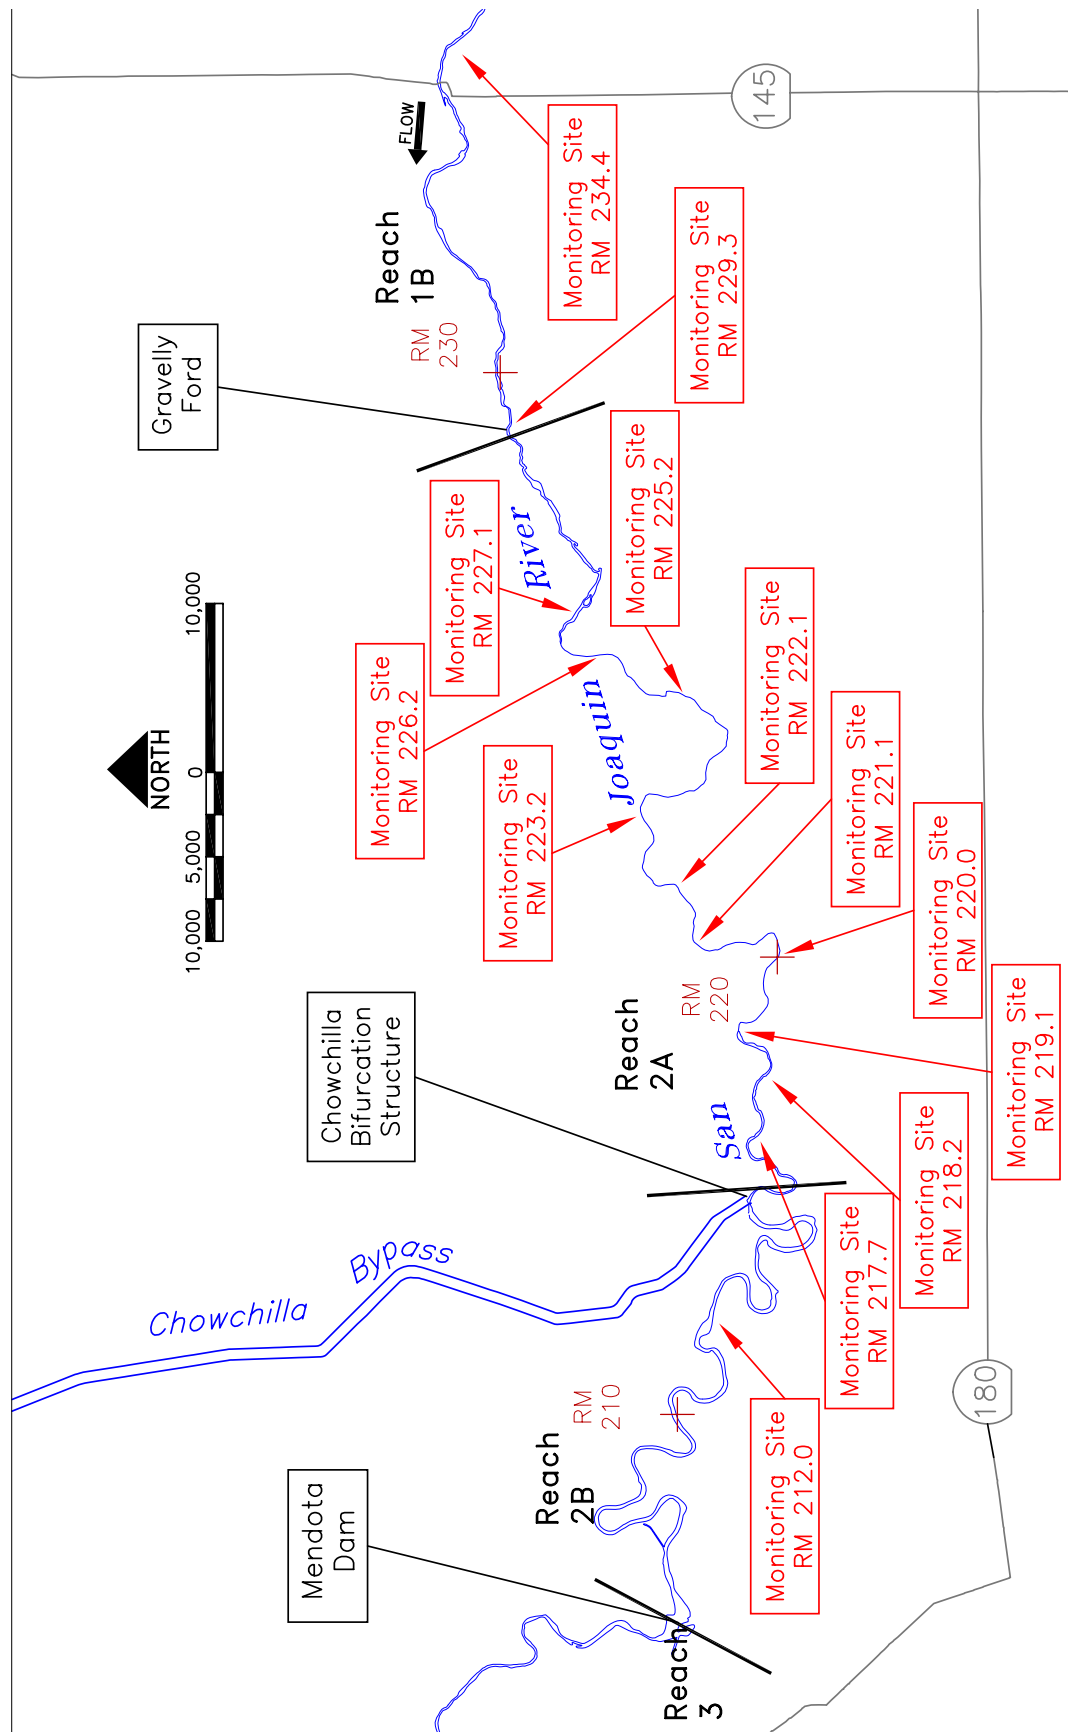 Mendota
Dam
Chowchilla
Bifurcation
Structure
Gravelly
Ford
10,000
5,000
0
10,000
NORTH
FLOW
Chowchilla
Bypass
San
Joaquin
River
Reach
3
Reach
2B
Reach
2A
Reach
1B
RM
210
RM
220
RM
230
Monitoring Site
RM 212.0
Monitoring Site
RM 217.7
Monitoring Site
RM 218.2
Monitoring Site
RM 219.1
Monitoring Site
RM 220.0
Monitoring Site
RM 221.1
Monitoring Site
RM 222.1
Monitoring Site
RM 223.2
Monitoring Site
RM 225.2
Monitoring Site
RM 226.2
Monitoring Site
RM 227.1
Monitoring Site
RM 229.3
Monitoring Site
RM 234.4
180
145